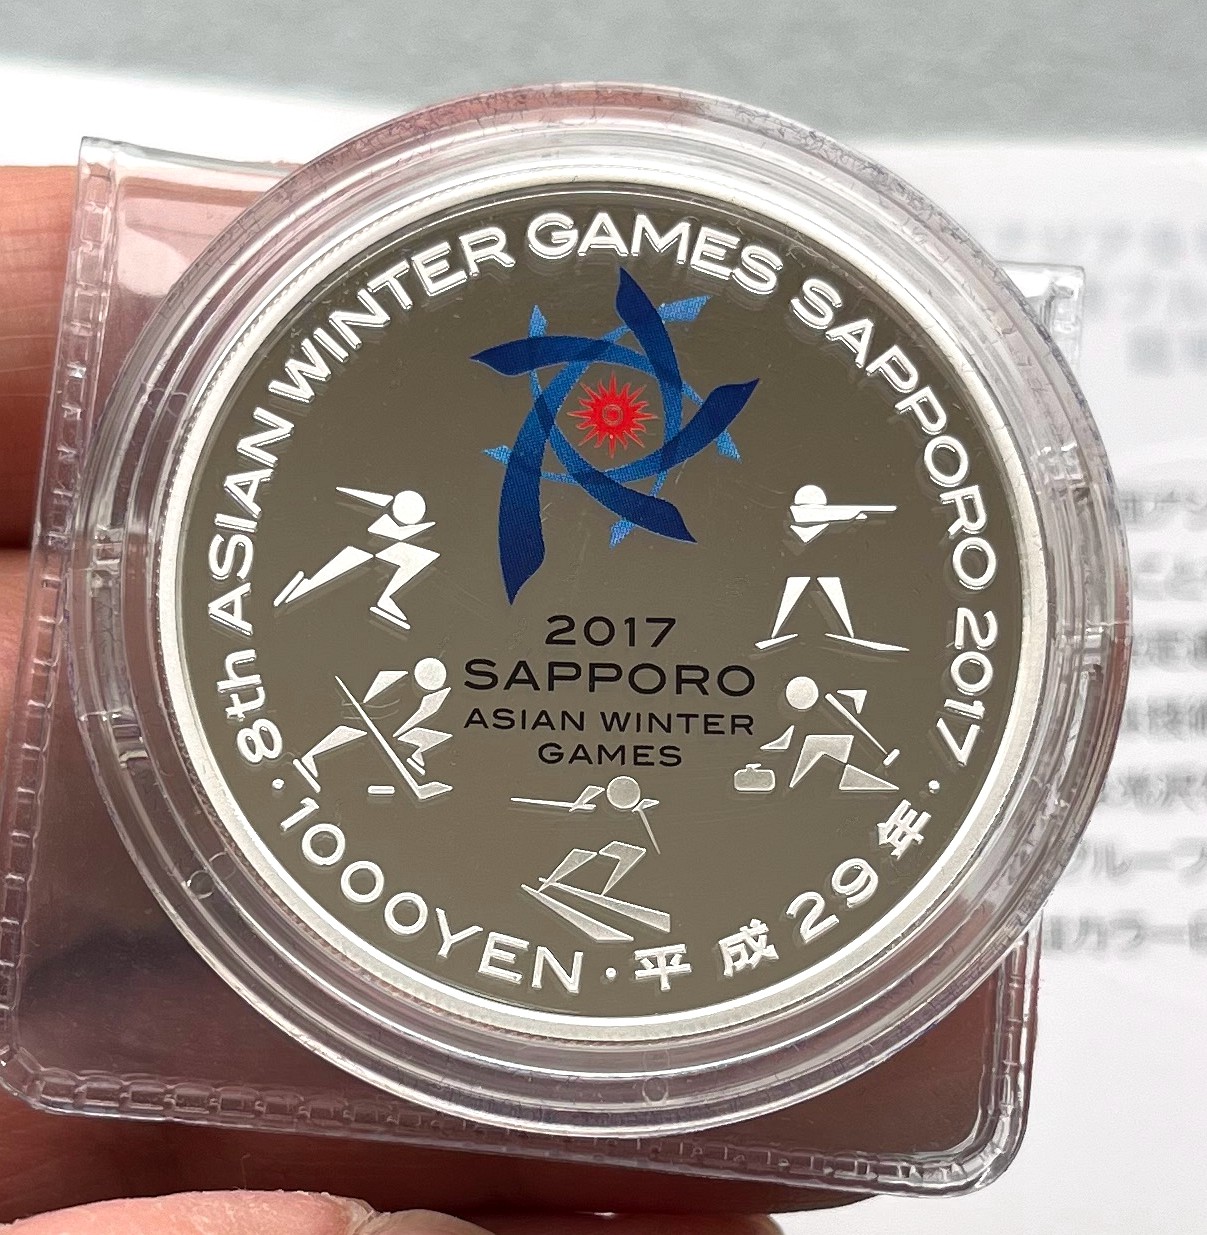 8th ASIAN WINTER GAMES SAPPORO 2017
2017
SAPPORO
ASIAN WINTER
GAMES
・1000YEN・平成29年・